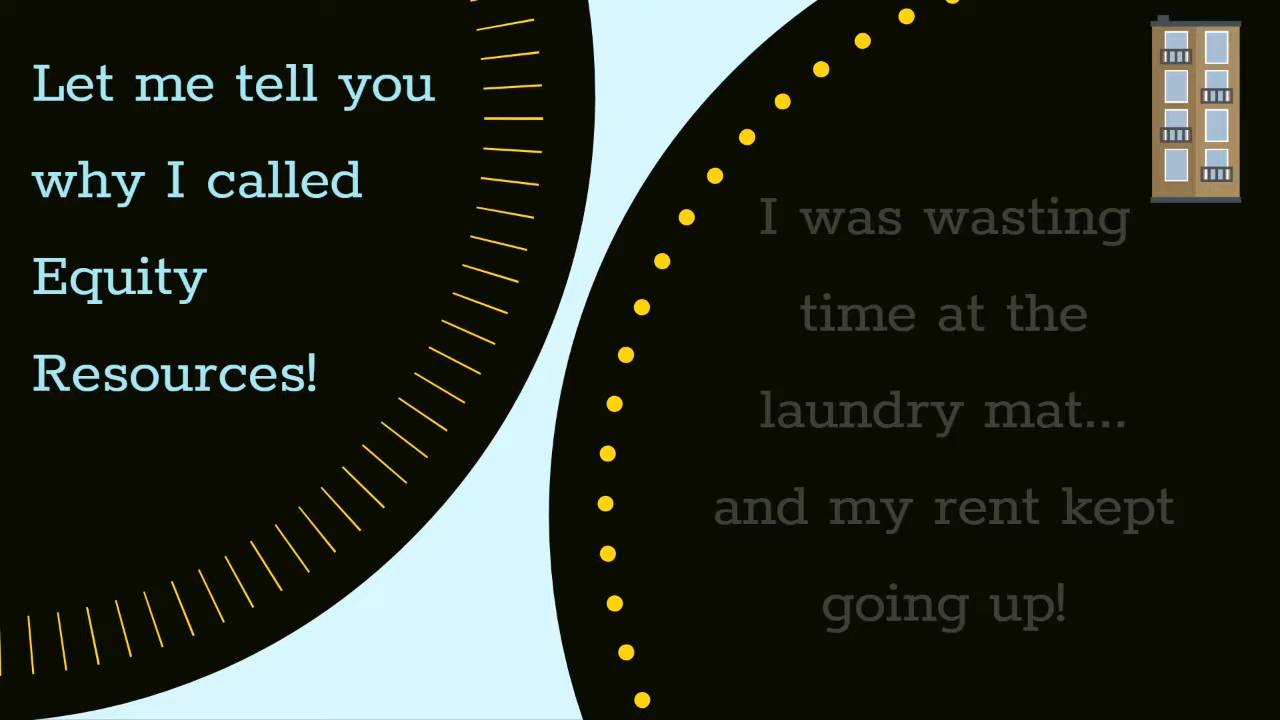 Let me tell you
why I called
Equity
Resources!
I was wasting
time at the
laundry mat...
and my rent kept
going up!